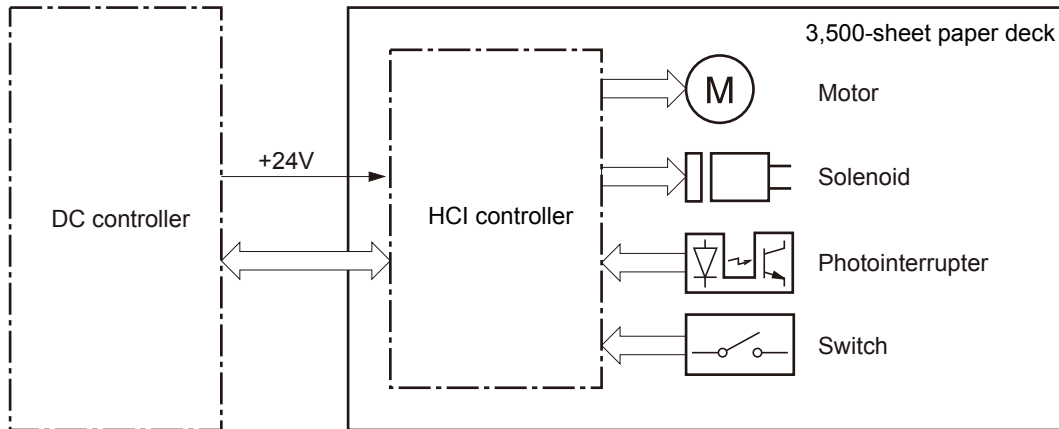 3,500-sheet paper deck
M
Motor
+24V
Solenoid
DC controller
HCI controller
Photointerrupter
Switch